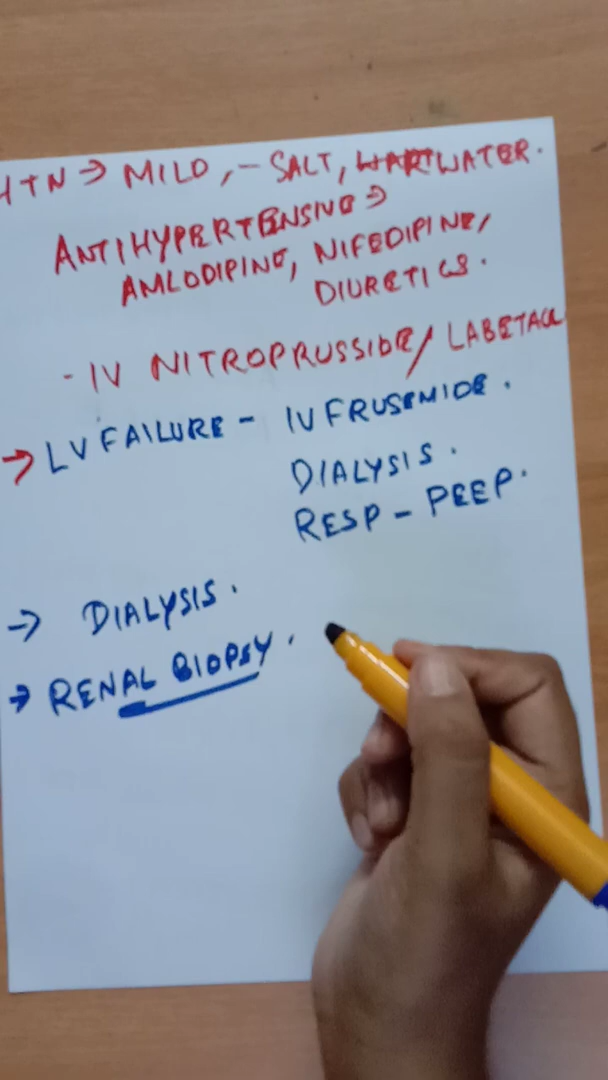 HTN → MILD, - SALT, WATER.
ANTIHYPERTENSIVE →
AMLODIPINE, NIFEDIPINE,
DIURETICS.
- IV NITROPRUSSIDE/ LABETALOL
→ LV FAILURE - IV FRUSEMIDE.
DIALYSIS.
RESP - PEEP.
→ DIALYSIS.
→ RENAL BIOPSY.